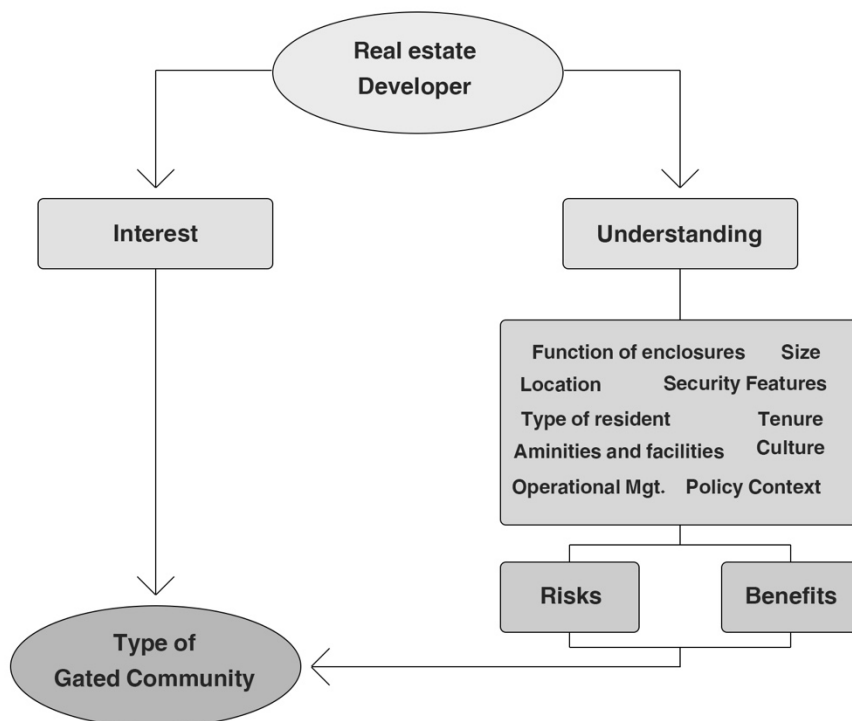 Real estate
Developer
Interest
Understanding
Function of enclosures Size
Location Security Features
Type of resident Tenure
Aminities and facilities Culture
Operational Mgt. Policy Context
Risks Benefits
Type of
Gated Community